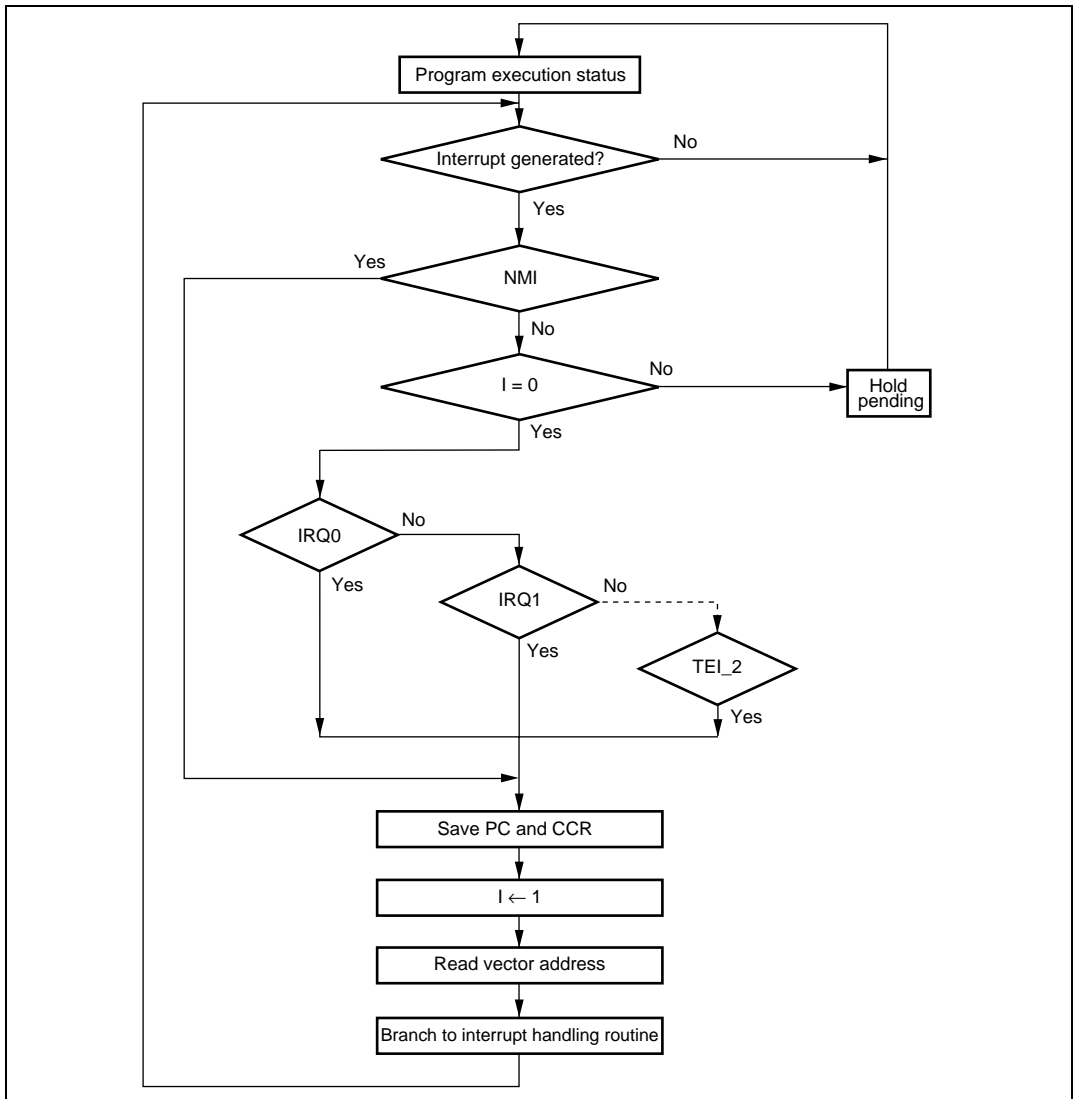 Program execution status
Interrupt generated?
No
Yes
Yes
NMI
No
I = 0
No
Hold
pending
Yes
IRQ0
No
Yes
IRQ1
No
Yes
TEI_2
Yes
Save PC and CCR
I ← 1
Read vector address
Branch to interrupt handling routine